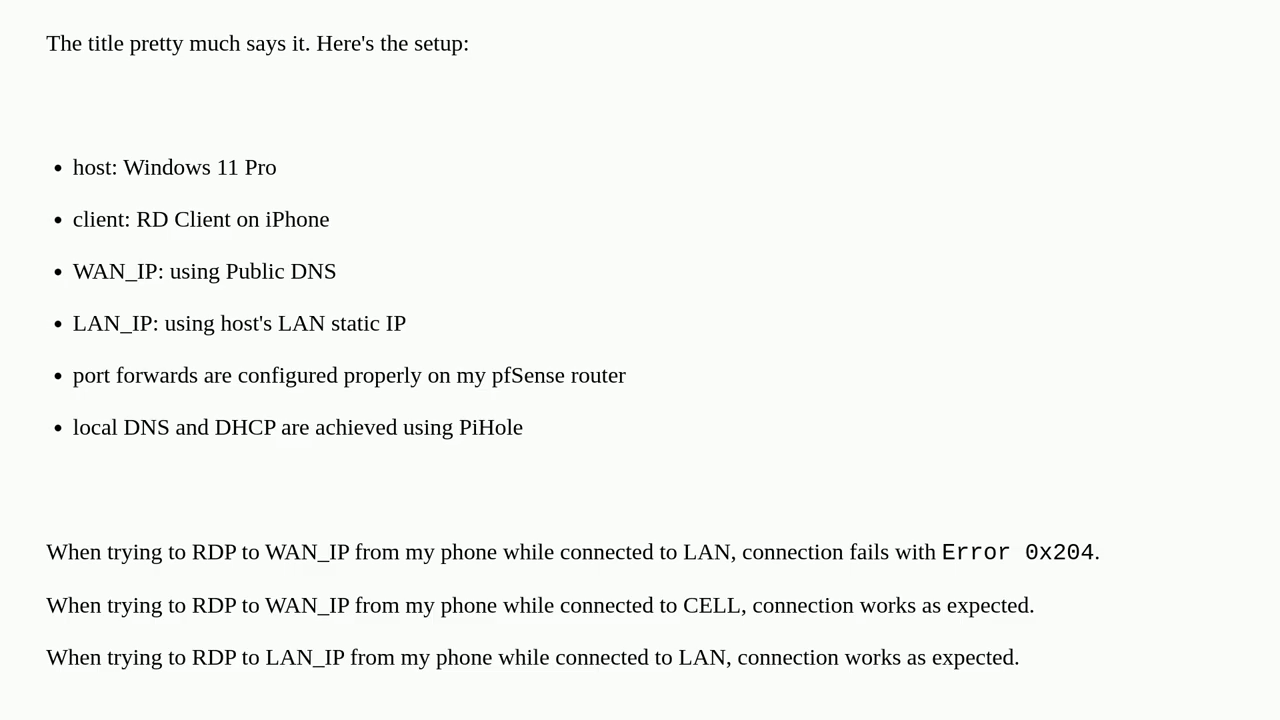 The title pretty much says it. Here's the setup:
• host: Windows 11 Pro
• client: RD Client on iPhone
• WAN_IP: using Public DNS
• LAN_IP: using host's LAN static IP
• port forwards are configured properly on my pfSense router
• local DNS and DHCP are achieved using PiHole
When trying to RDP to WAN_IP from my phone while connected to LAN, connection fails with Error 0x204.
When trying to RDP to WAN_IP from my phone while connected to CELL, connection works as expected.
When trying to RDP to LAN_IP from my phone while connected to LAN, connection works as expected.